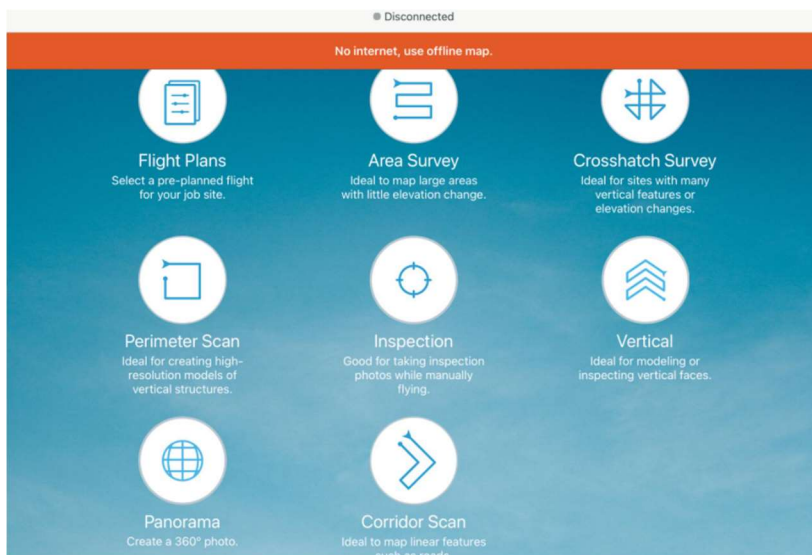 Disconnected
No internet, use offline map.
Flight Plans
Select a pre-planned flight
for your job site.
Area Survey
Ideal to map large areas
with little elevation change.
Crosshatch Survey
Ideal for sites with many
vertical features or
elevation changes.
Perimeter Scan
Ideal for creating high-
resolution models of
vertical structures.
Inspection
Good for taking inspection
photos while manually
flying.
Vertical
Ideal for modeling or
inspecting vertical faces.
Panorama
Create a 360° photo.
Corridor Scan
Ideal to map linear features
such as roads